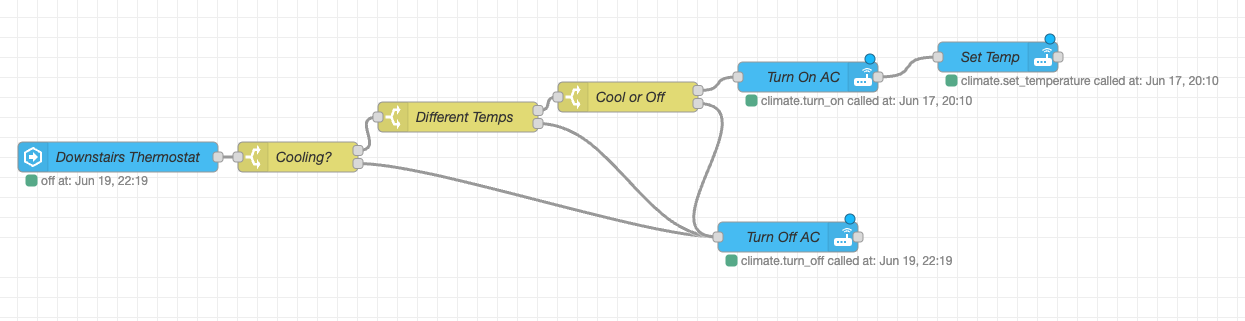 Set Temp
climate.set_temperature called at: Jun 17, 20:10
Turn On AC
climate.turn_on called at: Jun 17, 20:10
Cool or Off
Different Temps
Downstairs Thermostat
off at: Jun 19, 22:19
Cooling?
Turn Off AC
climate.turn_off called at: Jun 19, 22:19